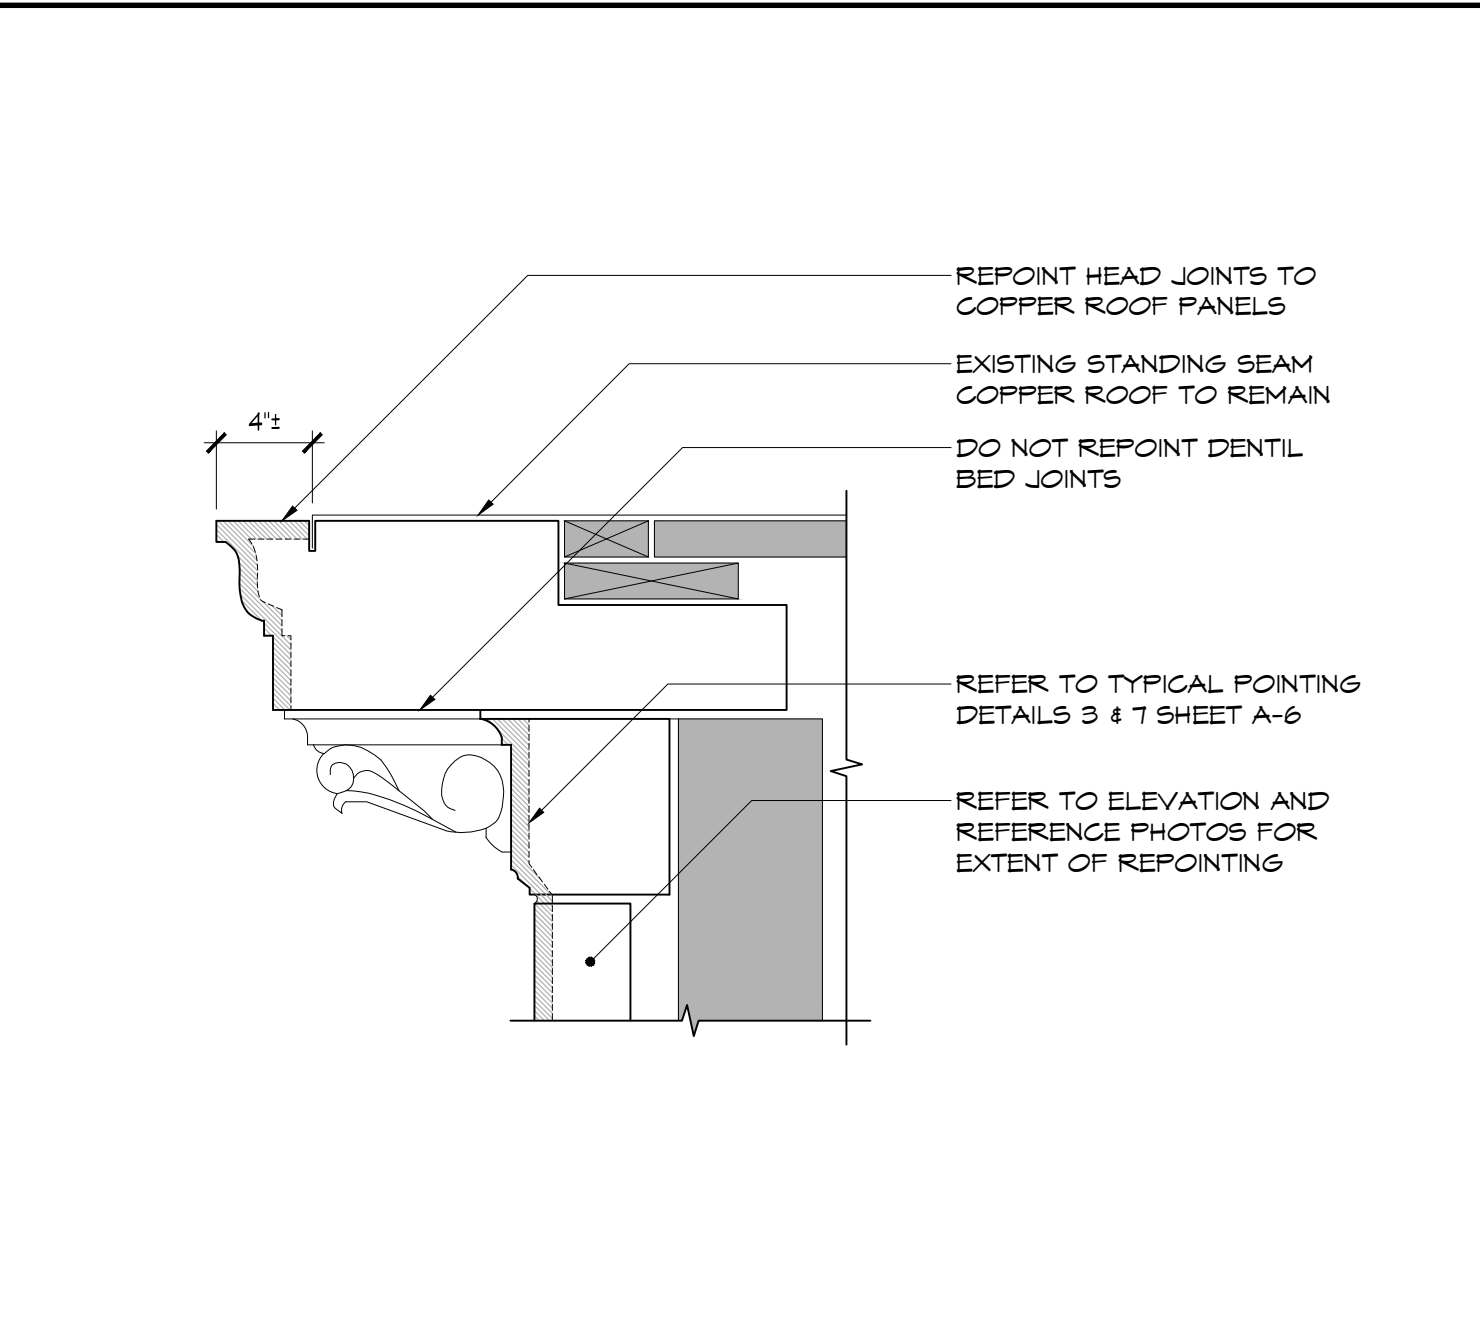 REPOINT HEAD JOINTS TO
COPPER ROOF PANELS
EXISTING STANDING SEAM
COPPER ROOF TO REMAIN
4"±
DO NOT REPOINT DENTIL
BED JOINTS
REFER TO TYPICAL POINTING
DETAILS 3 & 7 SHEET A-6
REFER TO ELEVATION AND
REFERENCE PHOTOS FOR
EXTENT OF REPOINTING